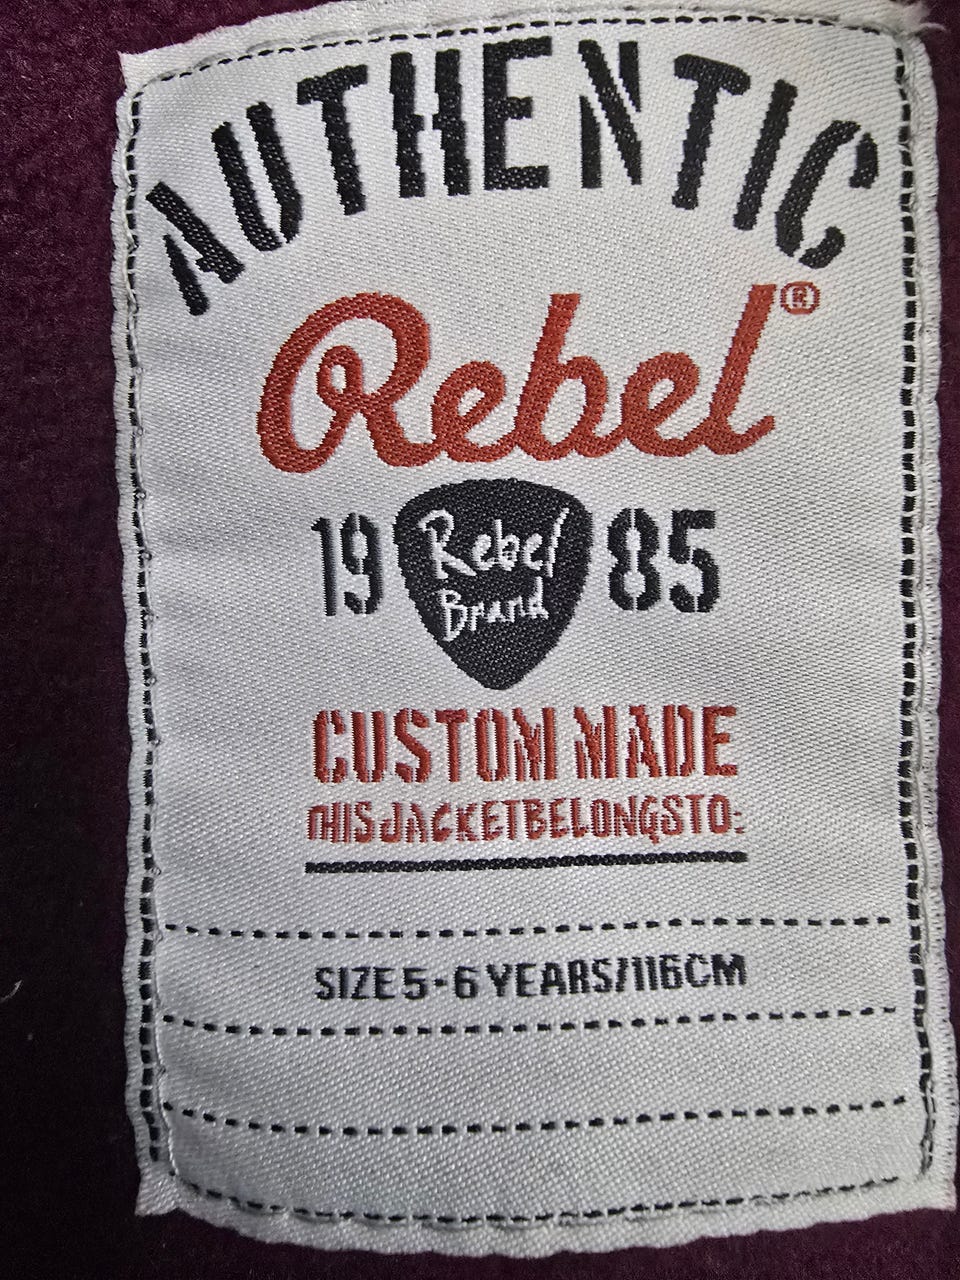 AUTHENTIC
Rebel®
19 Rebel 85
Brand
CUSTOM MADE
THIS JACKET BELONGS TO:
SIZE 5-6 YEARS/116CM